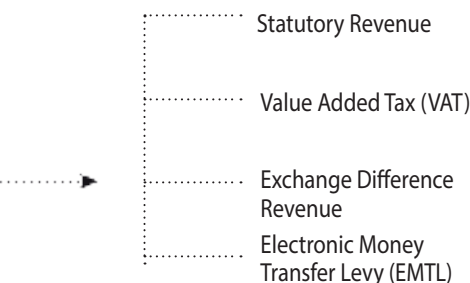 Statutory Revenue
Value Added Tax (VAT)
Exchange Difference
Revenue
Electronic Money
Transfer Levy (EMTL)